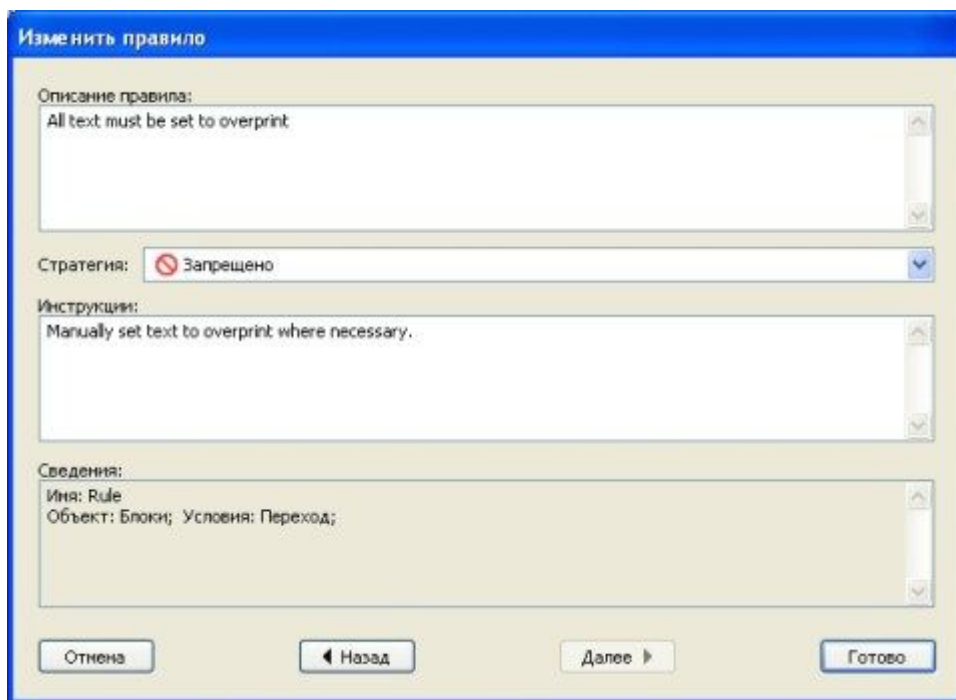 Изменить правило
Описание правила:
All text must be set to overprint
Стратегия: Запрещено
Инструкции:
Manually set text to overprint where necessary.
Сведения:
Имя: Rule
Объект: Блоки; Условия: Переход;
Отмена Назад Далее Готово